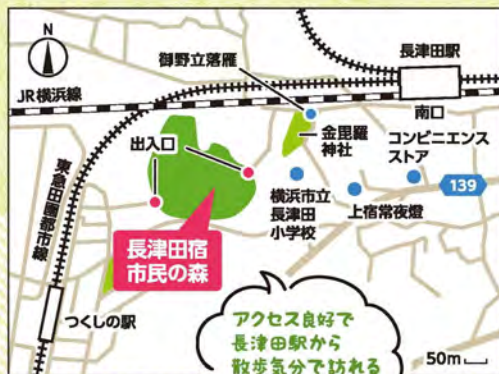 N
長津田駅
御野立落雁
JR横浜線
南口
出入口
金毘羅
神社
コンビニエンス
ストア
東急田園都市線
139
横浜市立
長津田
小学校
上宿常夜燈
長津田宿
市民の森
つくしの駅
アクセス良好で
長津田駅から
散歩気分で訪れる
50m